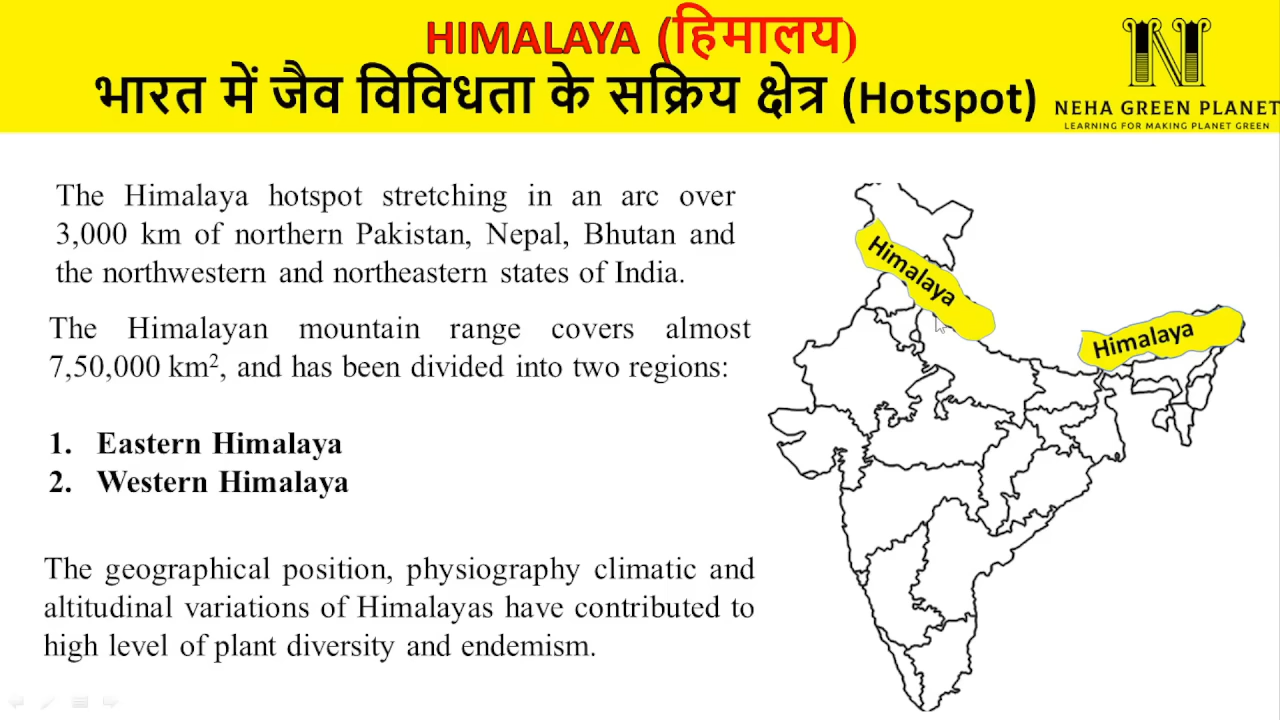 HIMALAYA (हिमालय)
भारत में जैव विविधता के सक्रिय क्षेत्र (Hotspot)
N
NEHA GREEN PLANET
LEARNING FOR MAKING PLANET GREEN
The Himalaya hotspot stretching in an arc over
3,000 km of northern Pakistan, Nepal, Bhutan and
the northwestern and northeastern states of India.
The Himalayan mountain range covers almost
7,50,000 km², and has been divided into two regions:
1. Eastern Himalaya
2. Western Himalaya
The geographical position, physiography climatic and
altitudinal variations of Himalayas have contributed to
high level of plant diversity and endemism.
Himalaya
Himalaya